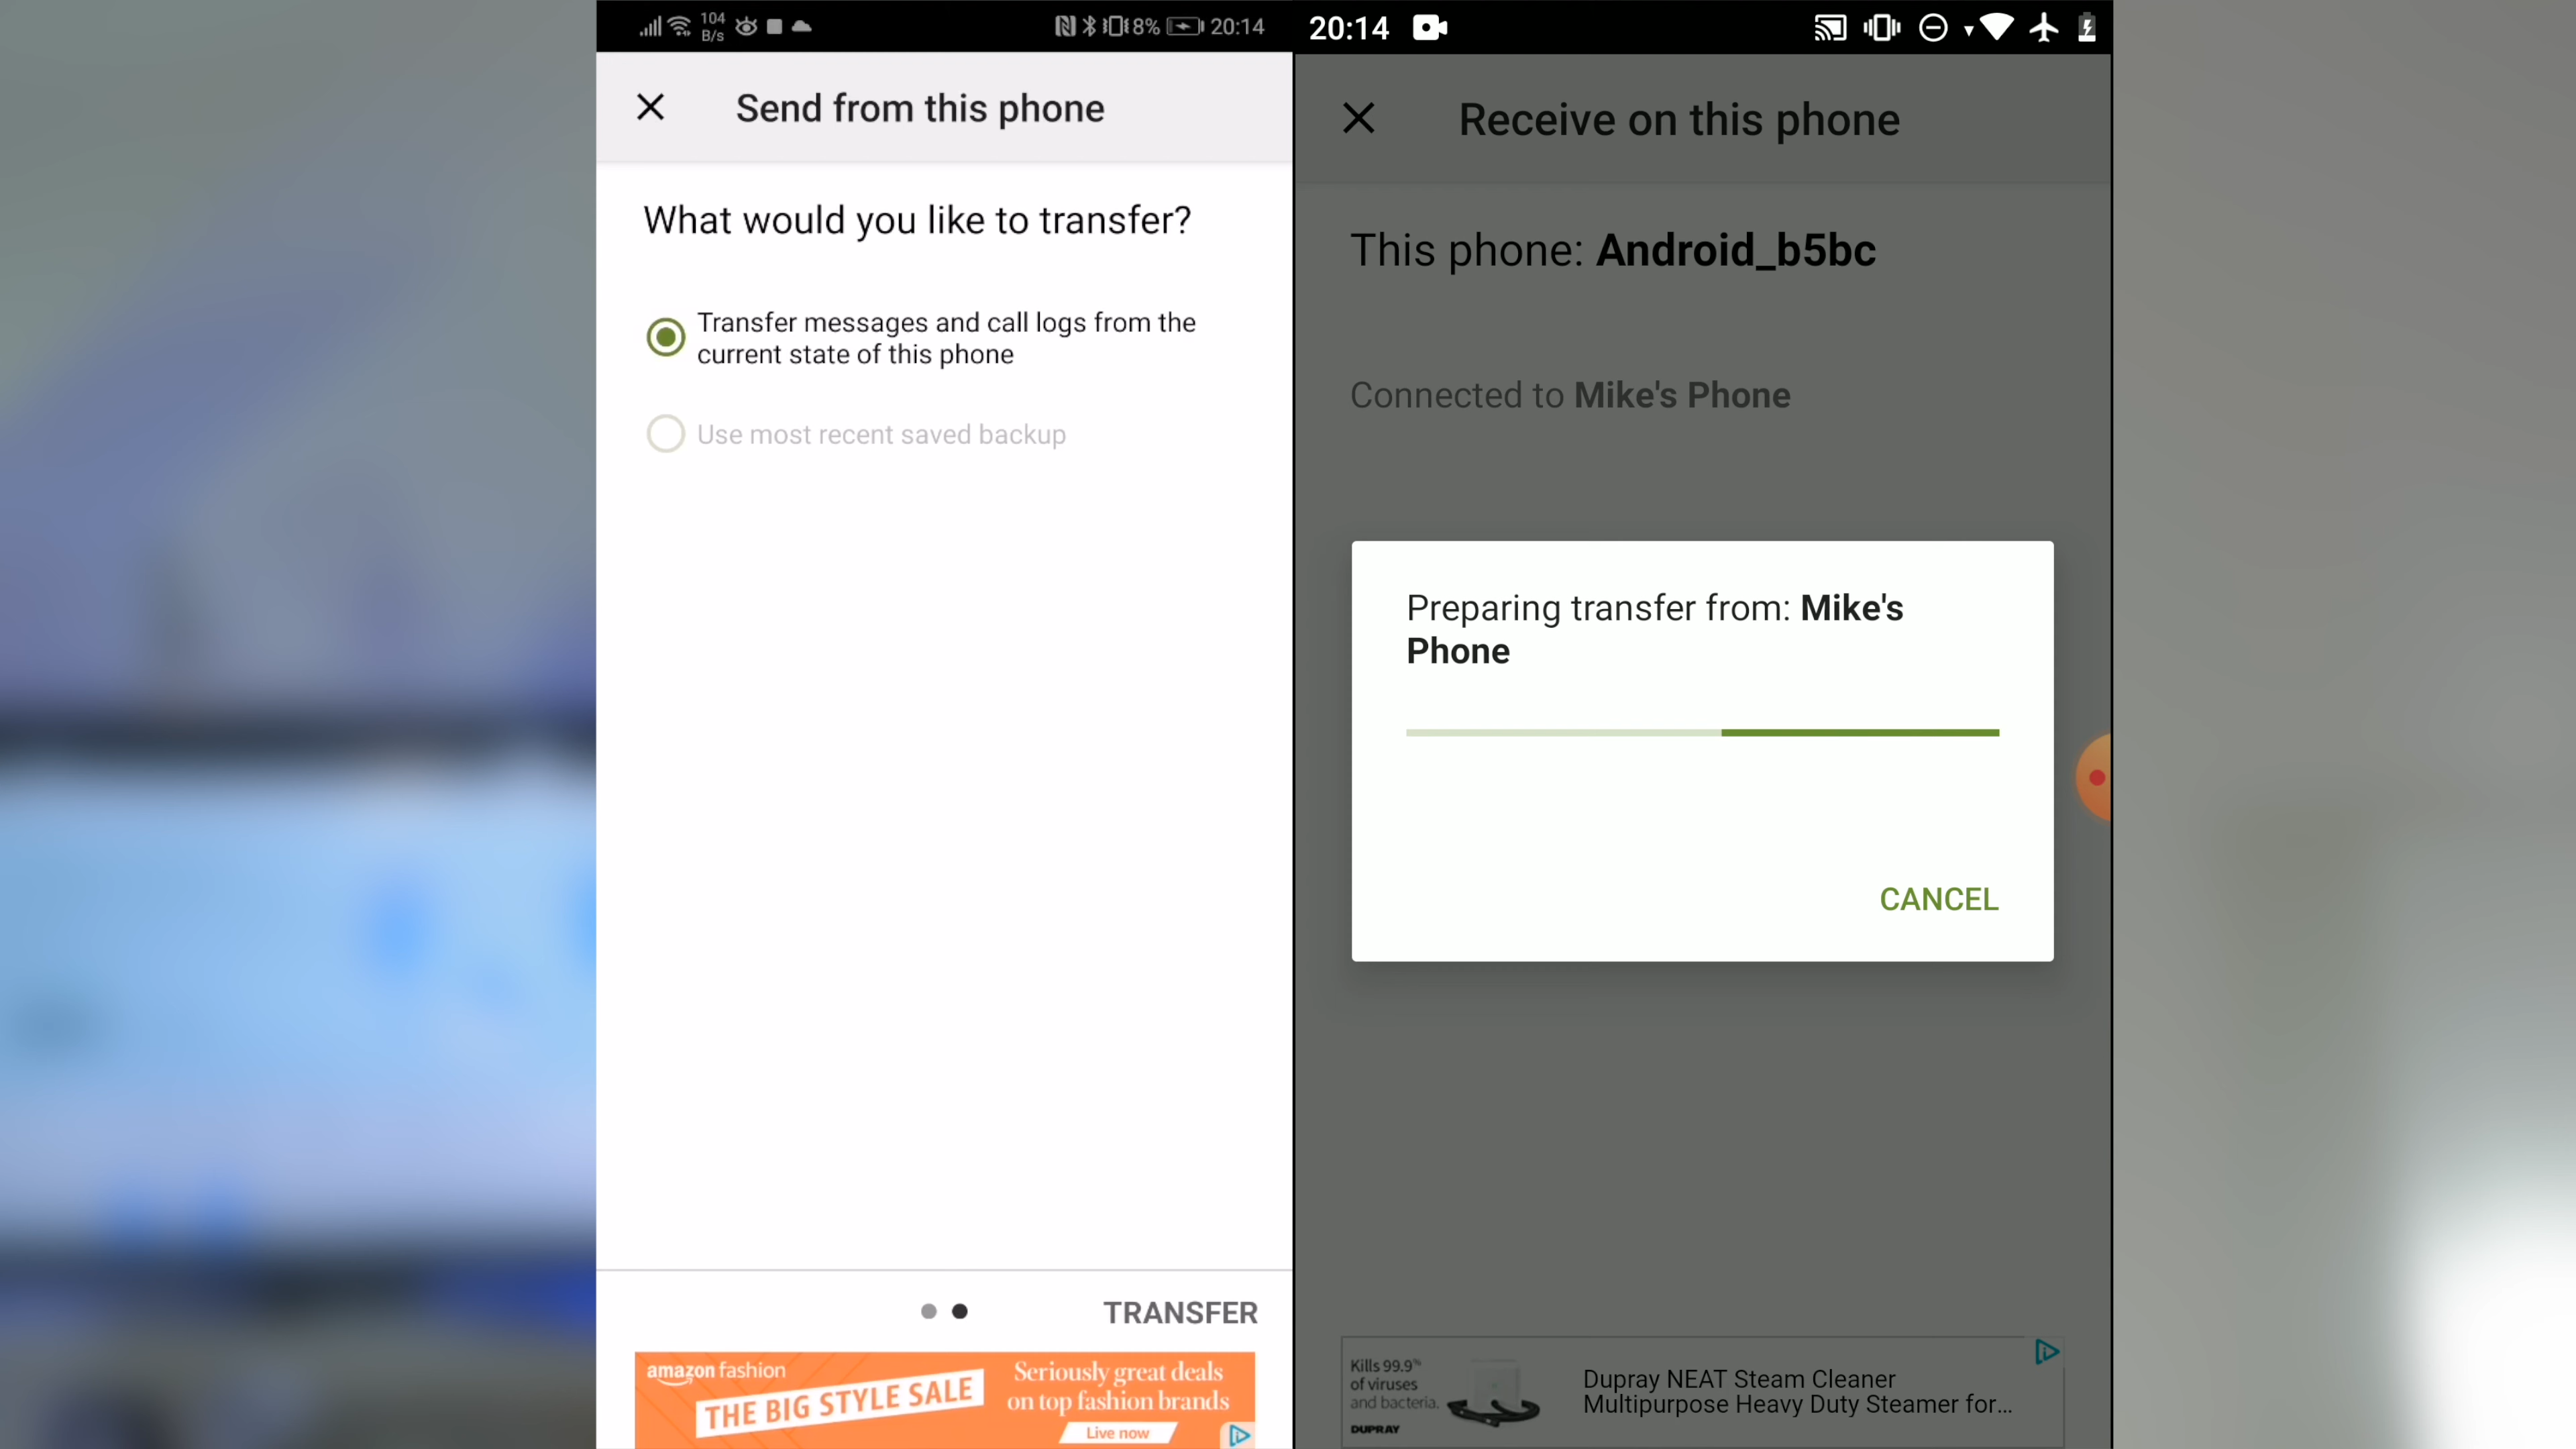 104
B/s
8%
20:14
Send from this phone
What would you like to transfer?
Transfer messages and call logs from the
current state of this phone
Use most recent saved backup
TRANSFER
amazon fashion
THE BIG STYLE SALE
Seriously great deals
on top fashion brands
Live now
20:14
Receive on this phone
This phone: Android_b5bc
Connected to Mike's Phone
Preparing transfer from: Mike's
Phone
CANCEL
Kills 99.9%
of viruses
and bacteria.
DUPRAY
Dupray NEAT Steam Cleaner
Multipurpose Heavy Duty Steamer for...